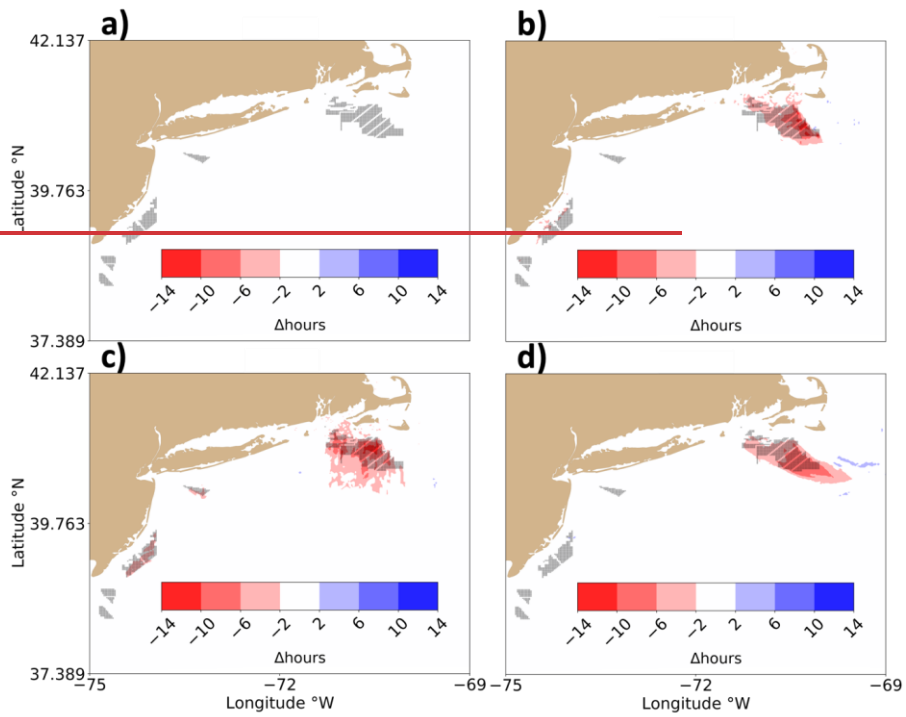 a)
b)
42.137
39.763
37.389
Latitude °N
−14 −10 −6 −2 2 6 10 14
Δhours
−14 −10 −6 −2 2 6 10 14
Δhours
c)
d)
42.137
39.763
37.389
Latitude °N
−14 −10 −6 −2 2 6 10 14
Δhours
−14 −10 −6 −2 2 6 10 14
Δhours
−75 −72 −69
Longitude °W
−75 −72 −69
Longitude °W